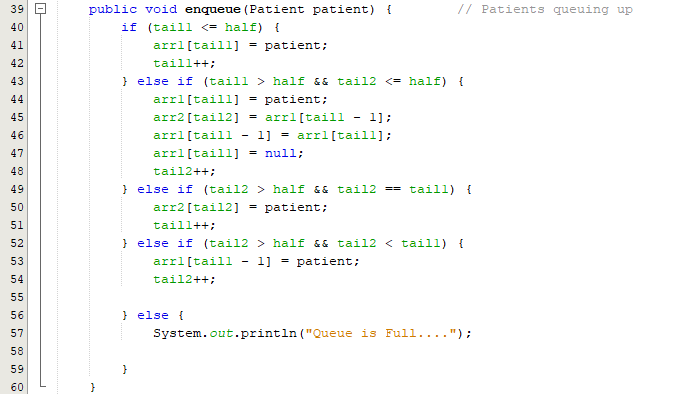 39 public void enqueue(Patient patient) { // Patients queuing up
40 if (tail1 <= half) {
41 arr1[tail1] = patient;
42 tail1++;
43 } else if (tail1 > half && tail2 <= half) {
44 arr1[tail1] = patient;
45 arr2[tail2] = arr1[tail1 - 1];
46 arr1[tail1 - 1] = arr1[tail1];
47 arr1[tail1] = null;
48 tail2++;
49 } else if (tail2 > half && tail2 == tail1) {
50 arr2[tail2] = patient;
51 tail1++;
52 } else if (tail2 > half && tail2 < tail1) {
53 arr1[tail1 - 1] = patient;
54 tail2++;
55
56 } else {
57 System.out.println("Queue is Full....");
58
59 }
60 }